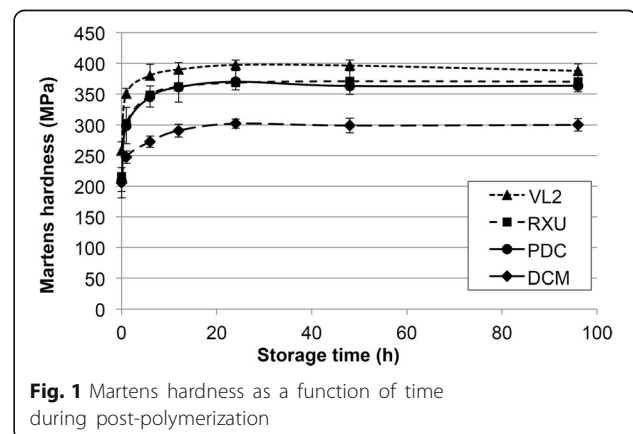 450
400
350
300
250
200
150
100
50
0
Martens hardness (MPa)
0 20 40 60 80 100
Storage time (h)
VL2
RXU
PDC
DCM
Fig. 1 Martens hardness as a function of time
during post-polymerization